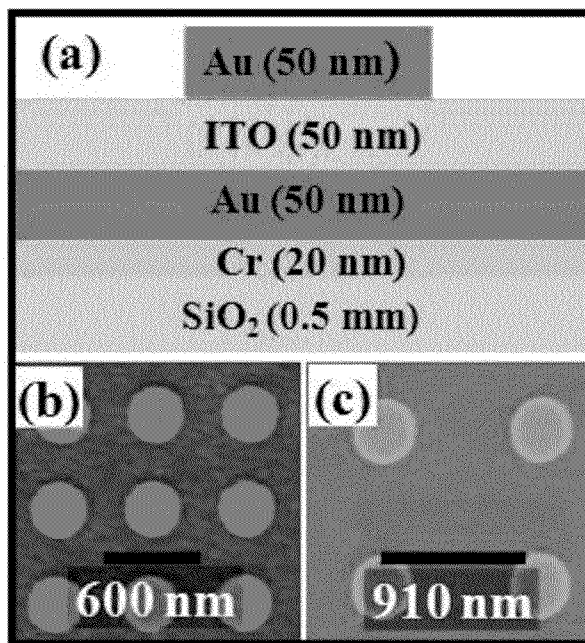 (a)
Au (50 nm)
ITO (50 nm)
Au (50 nm)
Cr (20 nm)
SiO₂ (0.5 mm)
(b)
(c)
600 nm
910 nm